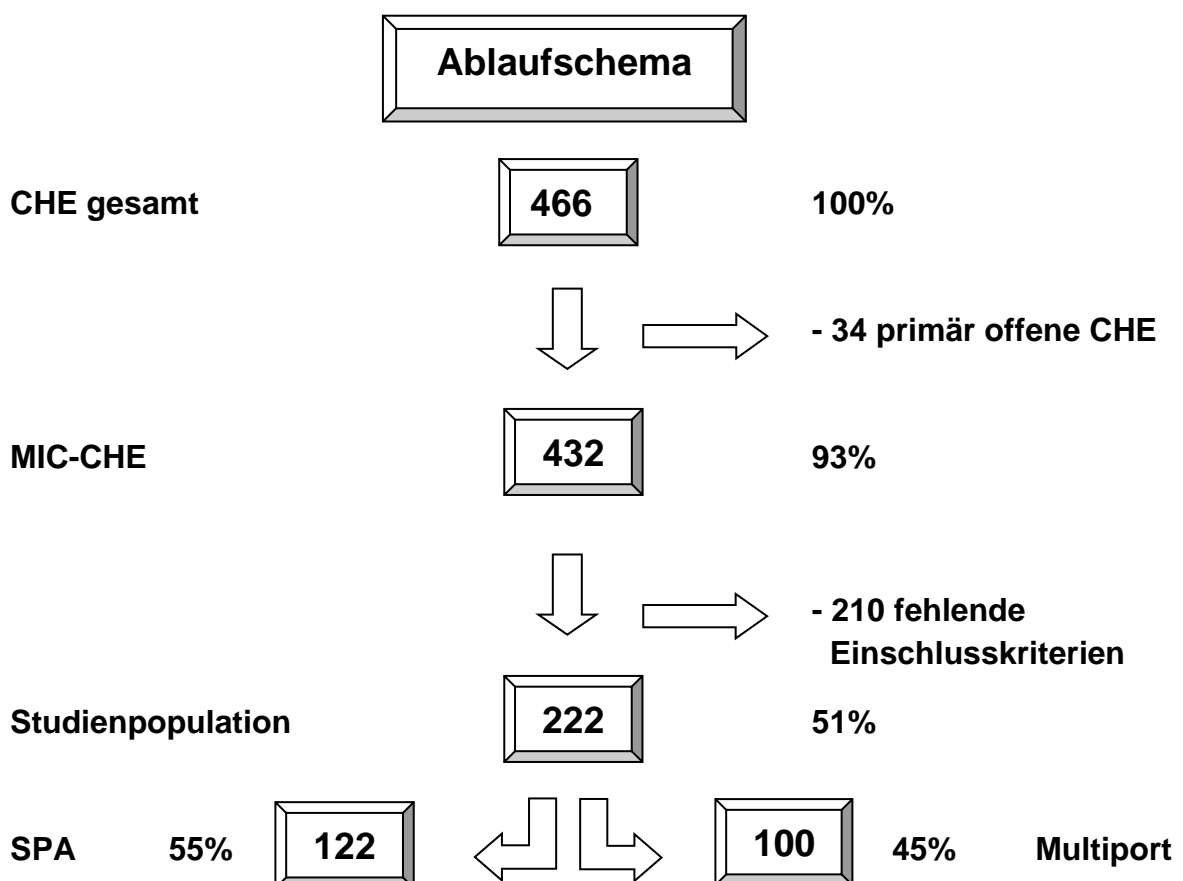 Ablaufschema
CHE gesamt 466 100%
- 34 primär offene CHE
MIC-CHE 432 93%
- 210 fehlende
Einschlusskriterien
Studienpopulation 222 51%
SPA 55% 122 100 45% Multiport